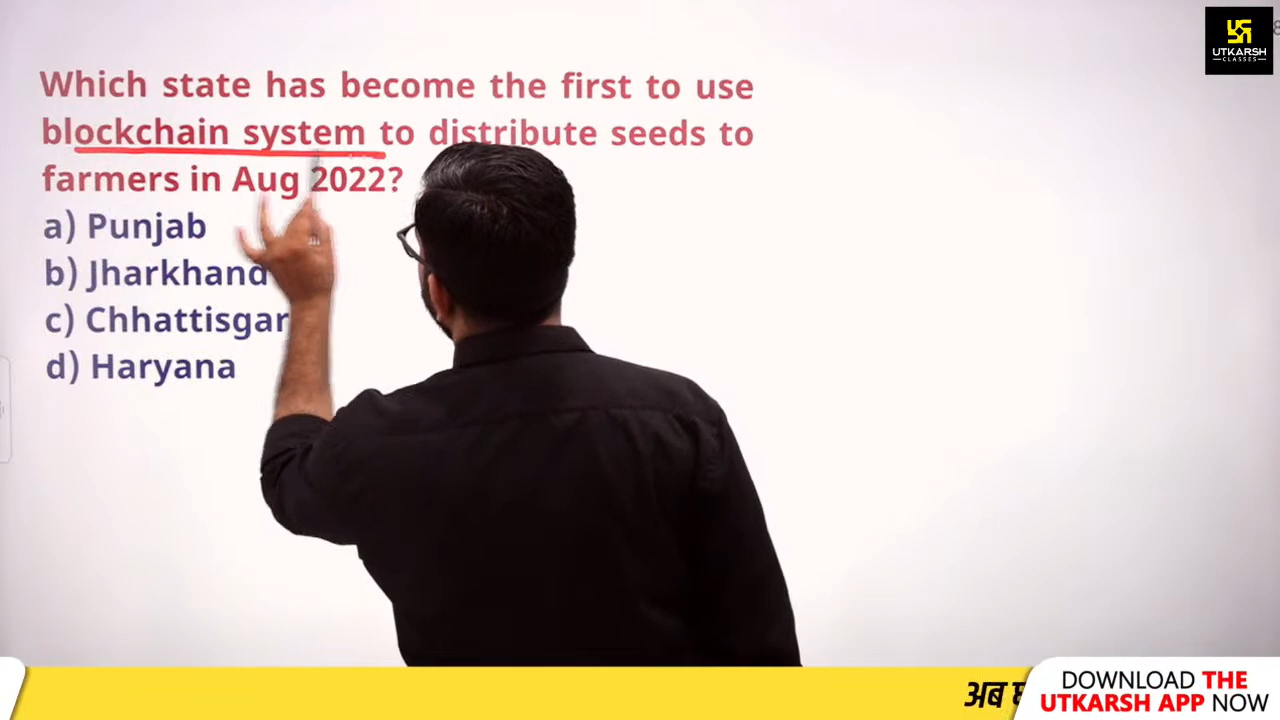 Which state has become the first to use
blockchain system to distribute seeds to
farmers in Aug 2022?
a) Punjab
b) Jharkhand
c) Chhattisgar
d) Haryana
UTKARSH
CLASSES
अब
DOWNLOAD THE
UTKARSH APP NOW